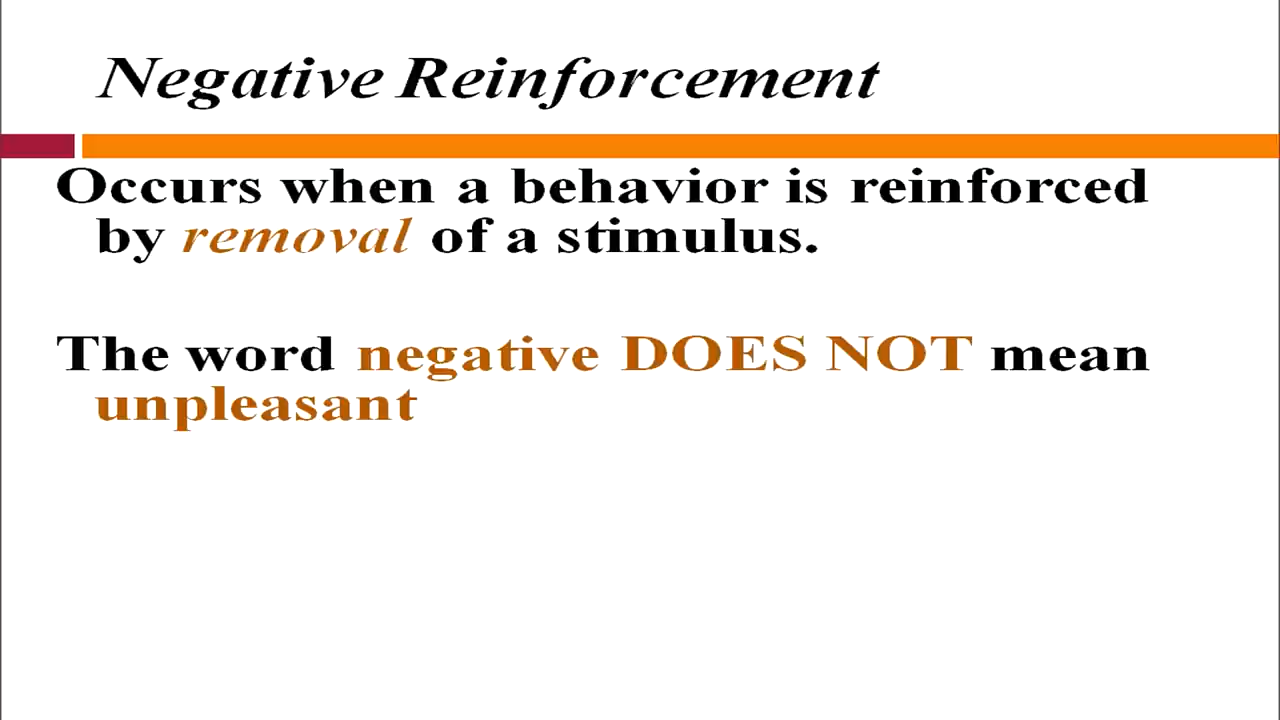 Negative Reinforcement
Occurs when a behavior is reinforced
by removal of a stimulus.
The word negative DOES NOT mean
unpleasant